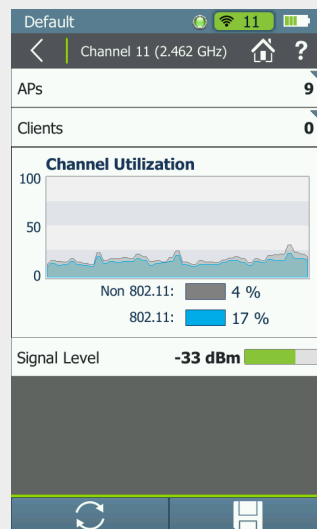 Default
11
Channel 11 (2.462 GHz)
?
APs 9
Clients 0
Channel Utilization
100
50
0
Non 802.11: 4 %
802.11: 17 %
Signal Level -33 dBm